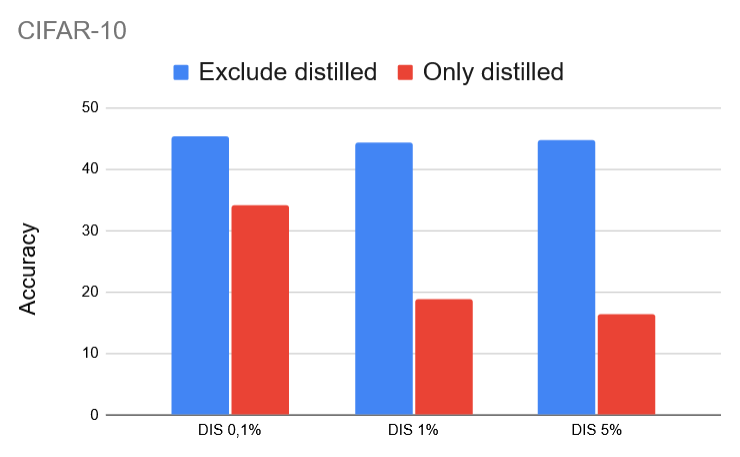 CIFAR-10
Exclude distilled Only distilled
50
40
30
20
10
0
Accuracy
DIS 0,1% DIS 1% DIS 5%